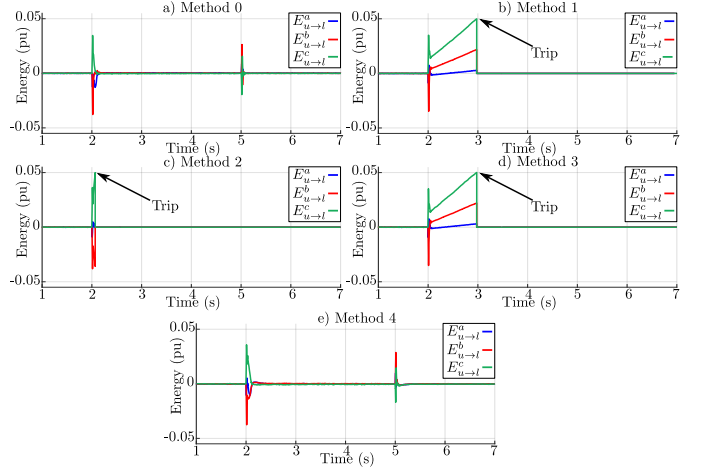 a) Method 0
Energy (pu)
0.05
0
-0.05
1 2 3 4 5 6 7
Time (s)
E^a_{u→l}
E^b_{u→l}
E^c_{u→l}
b) Method 1
Energy (pu)
0.05
0
-0.05
1 2 3 4 5 6 7
Time (s)
Trip
E^a_{u→l}
E^b_{u→l}
E^c_{u→l}
c) Method 2
Energy (pu)
0.05
0
-0.05
1 2 3 4 5 6 7
Time (s)
Trip
E^a_{u→l}
E^b_{u→l}
E^c_{u→l}
d) Method 3
Energy (pu)
0.05
0
-0.05
1 2 3 4 5 6 7
Time (s)
Trip
E^a_{u→l}
E^b_{u→l}
E^c_{u→l}
e) Method 4
Energy (pu)
0.05
0
-0.05
1 2 3 4 5 6 7
Time (s)
E^a_{u→l}
E^b_{u→l}
E^c_{u→l}